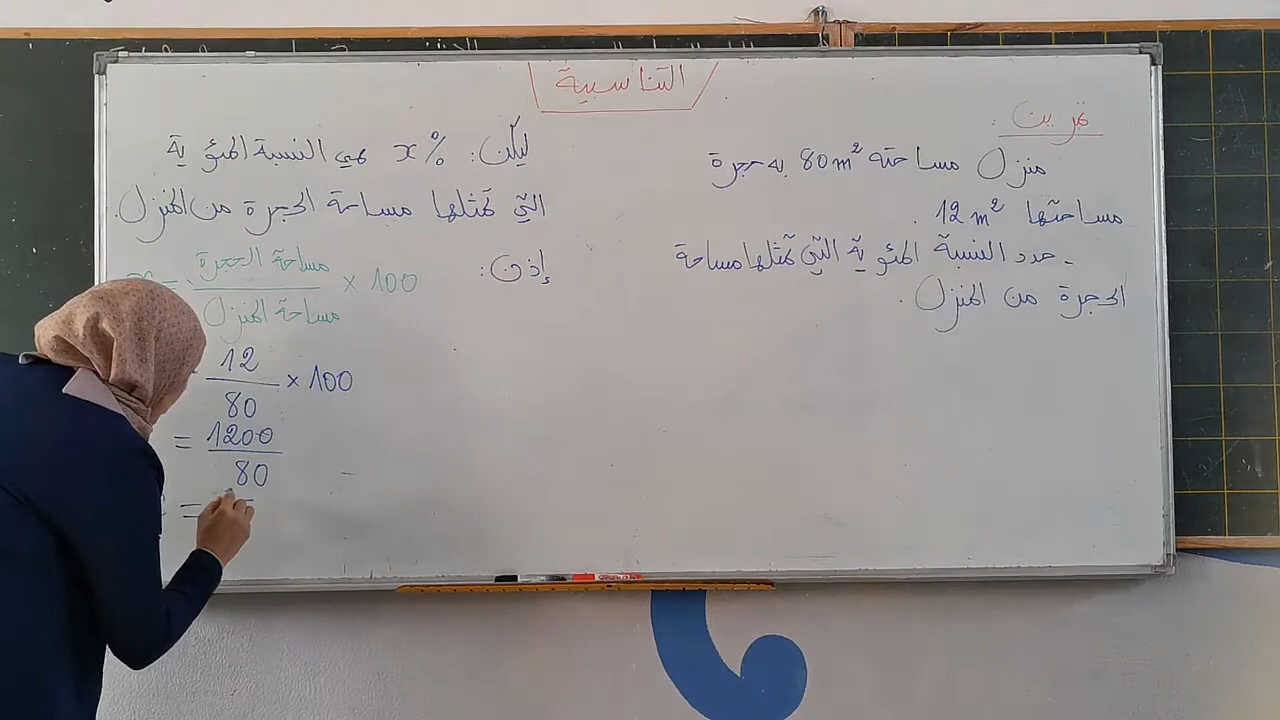 التناسبية
تمرين :
منزل مساحته 80m² به حجرة
مساحتها 12m² .
- حدد النسبة المئوية التي تمثلها مساحة
الحجرة من المنزل .
ليكن : x% هي النسبة المئوية
التي تمثلها مساحة الحجرة من المنزل .
إذن : = مساحة الحجرة / مساحة المنزل × 100
12/80 × 100
= 1200/80
=